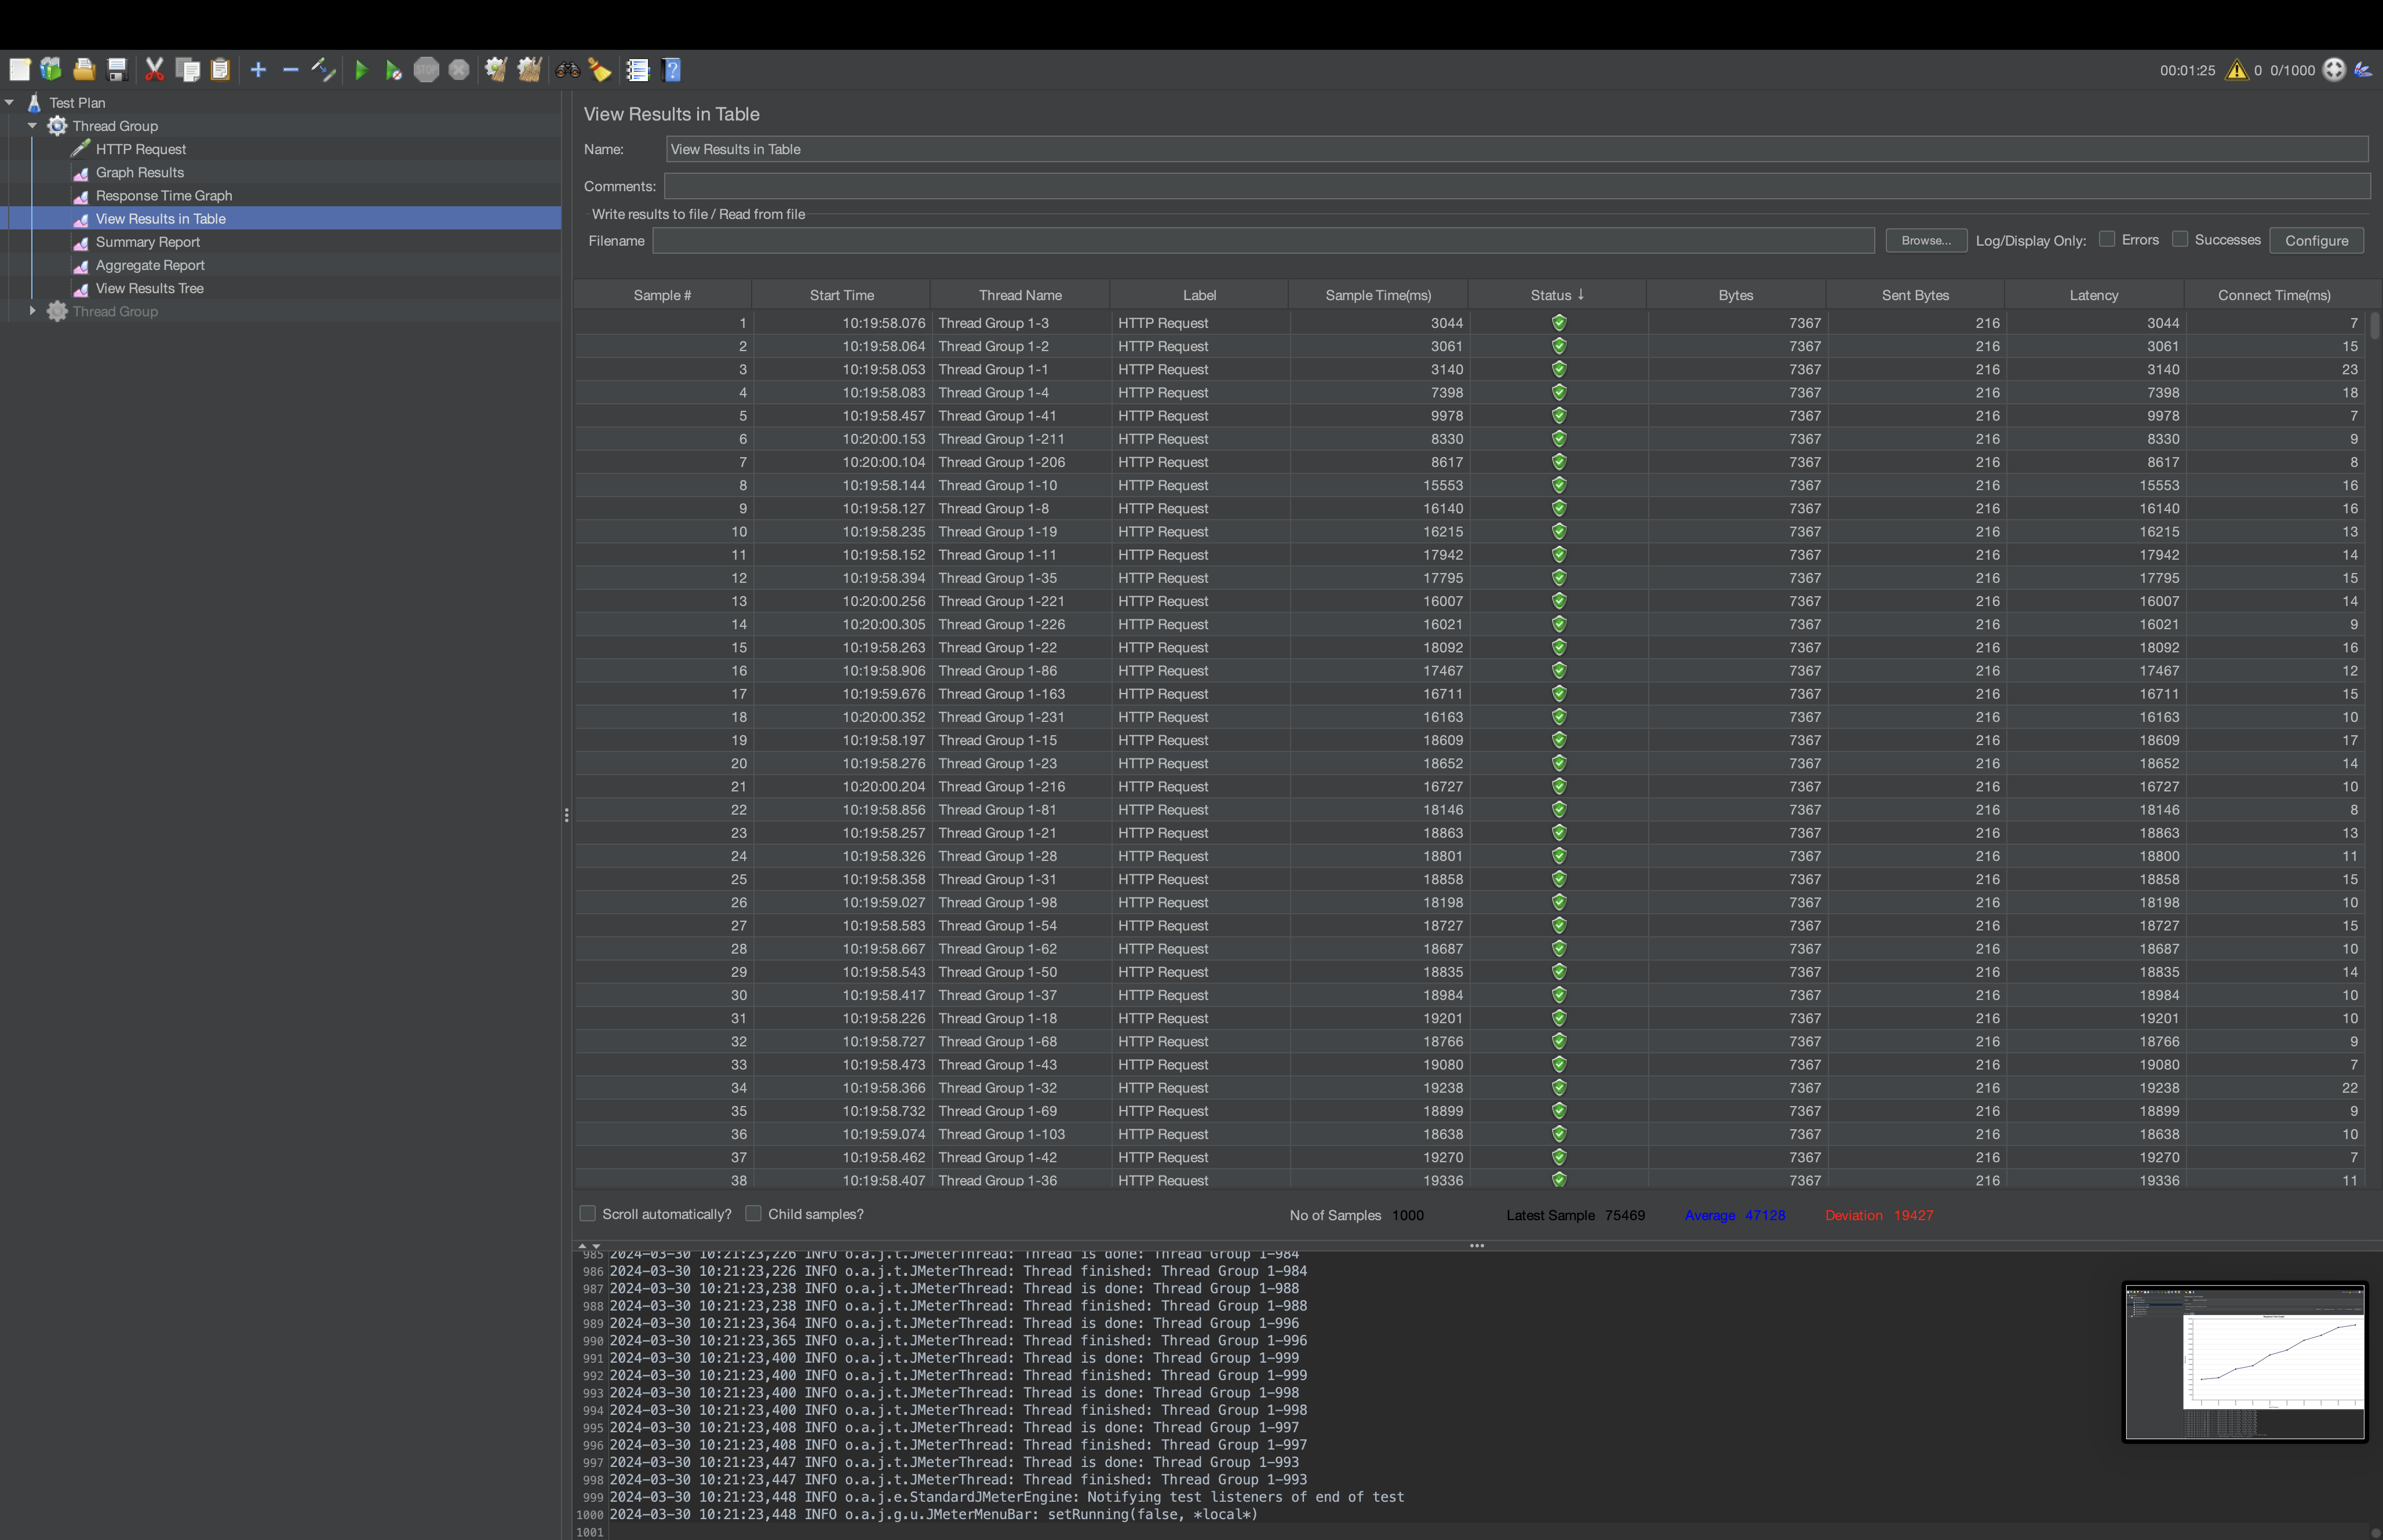 STOP
00:01:25 0 0/1000
Test Plan
Thread Group
HTTP Request
Graph Results
Response Time Graph
View Results in Table
Summary Report
Aggregate Report
View Results Tree
Thread Group
View Results in Table
Name: View Results in Table
Comments:
Write results to file / Read from file
Filename Browse... Log/Display Only: Errors Successes Configure
Sample # Start Time Thread Name Label Sample Time(ms) Status ↓ Bytes Sent Bytes Latency Connect Time(ms)
1 10:19:58.076 Thread Group 1-3 HTTP Request 3044 7367 216 3044 7
2 10:19:58.064 Thread Group 1-2 HTTP Request 3061 7367 216 3061 15
3 10:19:58.053 Thread Group 1-1 HTTP Request 3140 7367 216 3140 23
4 10:19:58.083 Thread Group 1-4 HTTP Request 7398 7367 216 7398 18
5 10:19:58.457 Thread Group 1-41 HTTP Request 9978 7367 216 9978 7
6 10:20:00.153 Thread Group 1-211 HTTP Request 8330 7367 216 8330 9
7 10:20:00.104 Thread Group 1-206 HTTP Request 8617 7367 216 8617 8
8 10:19:58.144 Thread Group 1-10 HTTP Request 15553 7367 216 15553 16
9 10:19:58.127 Thread Group 1-8 HTTP Request 16140 7367 216 16140 16
10 10:19:58.235 Thread Group 1-19 HTTP Request 16215 7367 216 16215 13
11 10:19:58.152 Thread Group 1-11 HTTP Request 17942 7367 216 17942 14
12 10:19:58.394 Thread Group 1-35 HTTP Request 17795 7367 216 17795 15
13 10:20:00.256 Thread Group 1-221 HTTP Request 16007 7367 216 16007 14
14 10:20:00.305 Thread Group 1-226 HTTP Request 16021 7367 216 16021 9
15 10:19:58.263 Thread Group 1-22 HTTP Request 18092 7367 216 18092 16
16 10:19:58.906 Thread Group 1-86 HTTP Request 17467 7367 216 17467 12
17 10:19:59.676 Thread Group 1-163 HTTP Request 16711 7367 216 16711 15
18 10:20:00.352 Thread Group 1-231 HTTP Request 16163 7367 216 16163 10
19 10:19:58.197 Thread Group 1-15 HTTP Request 18609 7367 216 18609 17
20 10:19:58.276 Thread Group 1-23 HTTP Request 18652 7367 216 18652 14
21 10:20:00.204 Thread Group 1-216 HTTP Request 16727 7367 216 16727 10
22 10:19:58.856 Thread Group 1-81 HTTP Request 18146 7367 216 18146 8
23 10:19:58.257 Thread Group 1-21 HTTP Request 18863 7367 216 18863 13
24 10:19:58.326 Thread Group 1-28 HTTP Request 18801 7367 216 18800 11
25 10:19:58.358 Thread Group 1-31 HTTP Request 18858 7367 216 18858 15
26 10:19:59.027 Thread Group 1-98 HTTP Request 18198 7367 216 18198 10
27 10:19:58.583 Thread Group 1-54 HTTP Request 18727 7367 216 18727 15
28 10:19:58.667 Thread Group 1-62 HTTP Request 18687 7367 216 18687 10
29 10:19:58.543 Thread Group 1-50 HTTP Request 18835 7367 216 18835 14
30 10:19:58.417 Thread Group 1-37 HTTP Request 18984 7367 216 18984 10
31 10:19:58.226 Thread Group 1-18 HTTP Request 19201 7367 216 19201 10
32 10:19:58.727 Thread Group 1-68 HTTP Request 18766 7367 216 18766 9
33 10:19:58.473 Thread Group 1-43 HTTP Request 19080 7367 216 19080 7
34 10:19:58.366 Thread Group 1-32 HTTP Request 19238 7367 216 19238 22
35 10:19:58.732 Thread Group 1-69 HTTP Request 18899 7367 216 18899 9
36 10:19:59.074 Thread Group 1-103 HTTP Request 18638 7367 216 18638 10
37 10:19:58.462 Thread Group 1-42 HTTP Request 19270 7367 216 19270 7
38 10:19:58.407 Thread Group 1-36 HTTP Request 19336 7367 216 19336 11
Scroll automatically? Child samples? No of Samples 1000 Latest Sample 75469 Average 47128 Deviation 19427
985 2024-03-30 10:21:23,226 INFO o.a.j.t.JMeterThread: Thread is done: Thread Group 1-984
986 2024-03-30 10:21:23,226 INFO o.a.j.t.JMeterThread: Thread finished: Thread Group 1-984
987 2024-03-30 10:21:23,238 INFO o.a.j.t.JMeterThread: Thread is done: Thread Group 1-988
988 2024-03-30 10:21:23,238 INFO o.a.j.t.JMeterThread: Thread finished: Thread Group 1-988
989 2024-03-30 10:21:23,364 INFO o.a.j.t.JMeterThread: Thread is done: Thread Group 1-996
990 2024-03-30 10:21:23,365 INFO o.a.j.t.JMeterThread: Thread finished: Thread Group 1-996
991 2024-03-30 10:21:23,400 INFO o.a.j.t.JMeterThread: Thread is done: Thread Group 1-999
992 2024-03-30 10:21:23,400 INFO o.a.j.t.JMeterThread: Thread finished: Thread Group 1-999
993 2024-03-30 10:21:23,400 INFO o.a.j.t.JMeterThread: Thread is done: Thread Group 1-998
994 2024-03-30 10:21:23,400 INFO o.a.j.t.JMeterThread: Thread finished: Thread Group 1-998
995 2024-03-30 10:21:23,408 INFO o.a.j.t.JMeterThread: Thread is done: Thread Group 1-997
996 2024-03-30 10:21:23,408 INFO o.a.j.t.JMeterThread: Thread finished: Thread Group 1-997
997 2024-03-30 10:21:23,447 INFO o.a.j.t.JMeterThread: Thread is done: Thread Group 1-993
998 2024-03-30 10:21:23,447 INFO o.a.j.t.JMeterThread: Thread finished: Thread Group 1-993
999 2024-03-30 10:21:23,448 INFO o.a.j.e.StandardJMeterEngine: Notifying test listeners of end of test
1000 2024-03-30 10:21:23,448 INFO o.a.j.g.u.JMeterMenuBar: setRunning(false, *local*)
1001